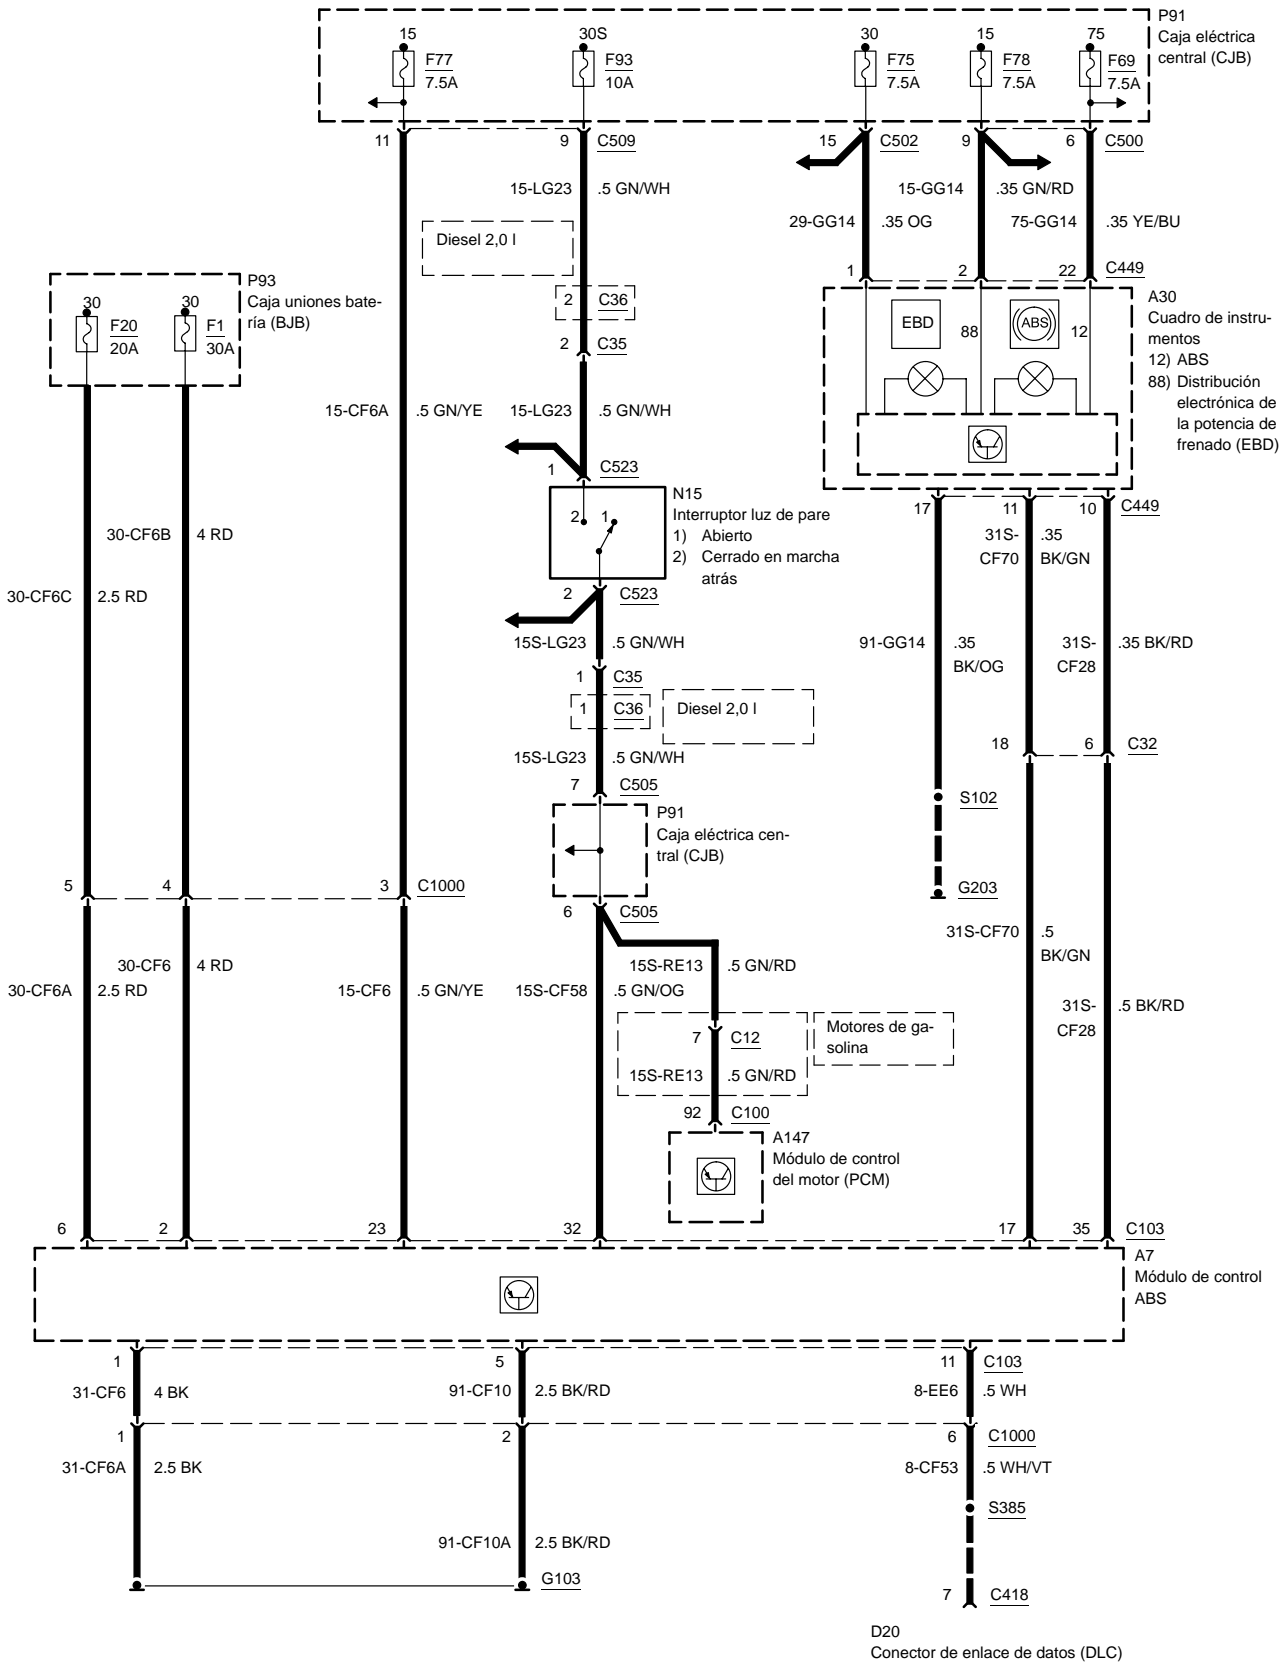 P91
Caja eléctrica
central (CJB)
15
F77
7.5A
30S
F93
10A
30
F75
7.5A
15
F78
7.5A
75
F69
7.5A
11
9
C509
15
C502
9
6
C500
15-LG23
.5 GN/WH
15-GG14
.35 GN/RD
29-GG14
.35 OG
75-GG14
.35 YE/BU
Diesel 2,0 l
1
2
22
C449
P93
Caja uniones bate-
ría (BJB)
30
F20
20A
30
F1
30A
2
C36
2
C35
A30
Cuadro de instru-
mentos
12) ABS
88) Distribución
electrónica de
la potencia de
frenado (EBD)
EBD
88
ABS
12
15-CF6A
.5 GN/YE
15-LG23
.5 GN/WH
1
C523
N15
Interruptor luz de pare
1) Abierto
2) Cerrado en marcha
atrás
2
1
17
11
10
C449
30-CF6B
4 RD
31S-
CF70
.35
BK/GN
30-CF6C
2.5 RD
2
C523
15S-LG23
.5 GN/WH
91-GG14
.35
BK/OG
31S-
CF28
.35 BK/RD
1
C35
1
C36
Diesel 2,0 l
15S-LG23
.5 GN/WH
18
6
C32
7
C505
S102
P91
Caja eléctrica cen-
tral (CJB)
5
4
3
C1000
G203
6
C505
31S-CF70
.5
BK/GN
30-CF6
4 RD
15S-RE13
.5 GN/RD
30-CF6A
2.5 RD
15-CF6
.5 GN/YE
15S-CF58
.5 GN/OG
31S-
CF28
.5 BK/RD
7
C12
Motores de ga-
solina
15S-RE13
.5 GN/RD
92
C100
A147
Módulo de control
del motor (PCM)
6
2
23
32
17
35
C103
A7
Módulo de control
ABS
1
5
11
C103
31-CF6
4 BK
91-CF10
2.5 BK/RD
8-EE6
.5 WH
1
2
6
C1000
31-CF6A
2.5 BK
8-CF53
.5 WH/VT
S385
91-CF10A
2.5 BK/RD
G103
7
C418
D20
Conector de enlace de datos (DLC)